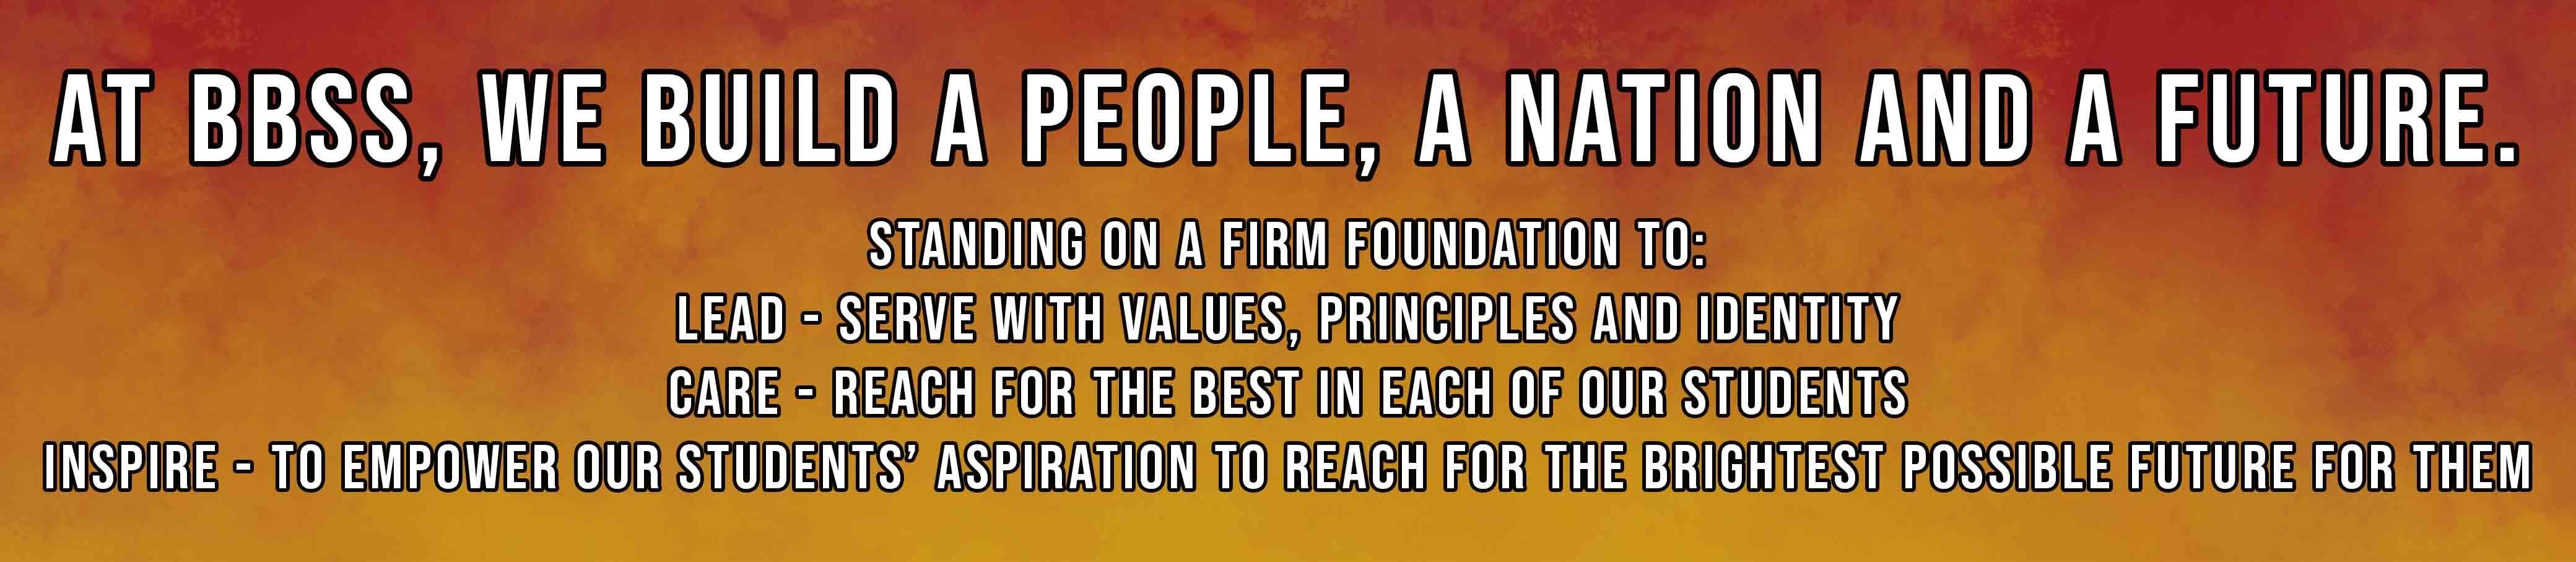 AT BBSS, WE BUILD A PEOPLE, A NATION AND A FUTURE.
STANDING ON A FIRM FOUNDATION TO:
LEAD - SERVE WITH VALUES, PRINCIPLES AND IDENTITY
CARE - REACH FOR THE BEST IN EACH OF OUR STUDENTS
INSPIRE - TO EMPOWER OUR STUDENTS’ ASPIRATION TO REACH FOR THE BRIGHTEST POSSIBLE FUTURE FOR THEM